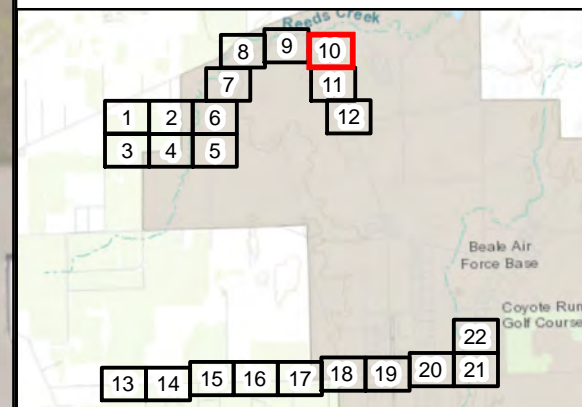 Reeds Creek
8 9 10
7 11
1 2 6 12
3 4 5
Beale Air
Force Base
Coyote Run
Golf Course
22
13 14 15 16 17 18 19 20 21